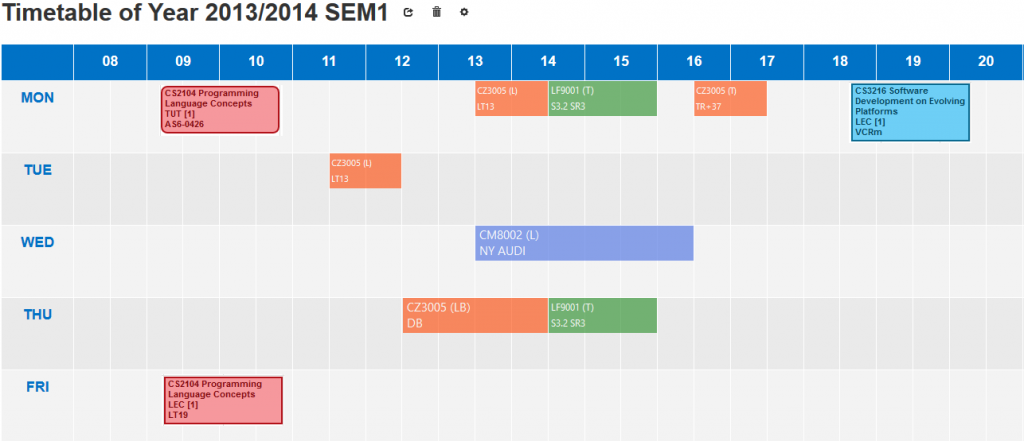 Timetable of Year 2013/2014 SEM1
08 09 10 11 12 13 14 15 16 17 18 19 20
MON
CS2104 Programming
Language Concepts
TUT [1]
AS6-0426
CZ3005 (L)
LT13
LF9001 (T)
S3.2 SR3
CZ3005 (T)
TR+37
CS3216 Software
Development on Evolving
Platforms
LEC [1]
VCRm
TUE
CZ3005 (L)
LT13
WED
CM8002 (L)
NY AUDI
THU
CZ3005 (LB)
DB
LF9001 (T)
S3.2 SR3
FRI
CS2104 Programming
Language Concepts
LEC [1]
LT19